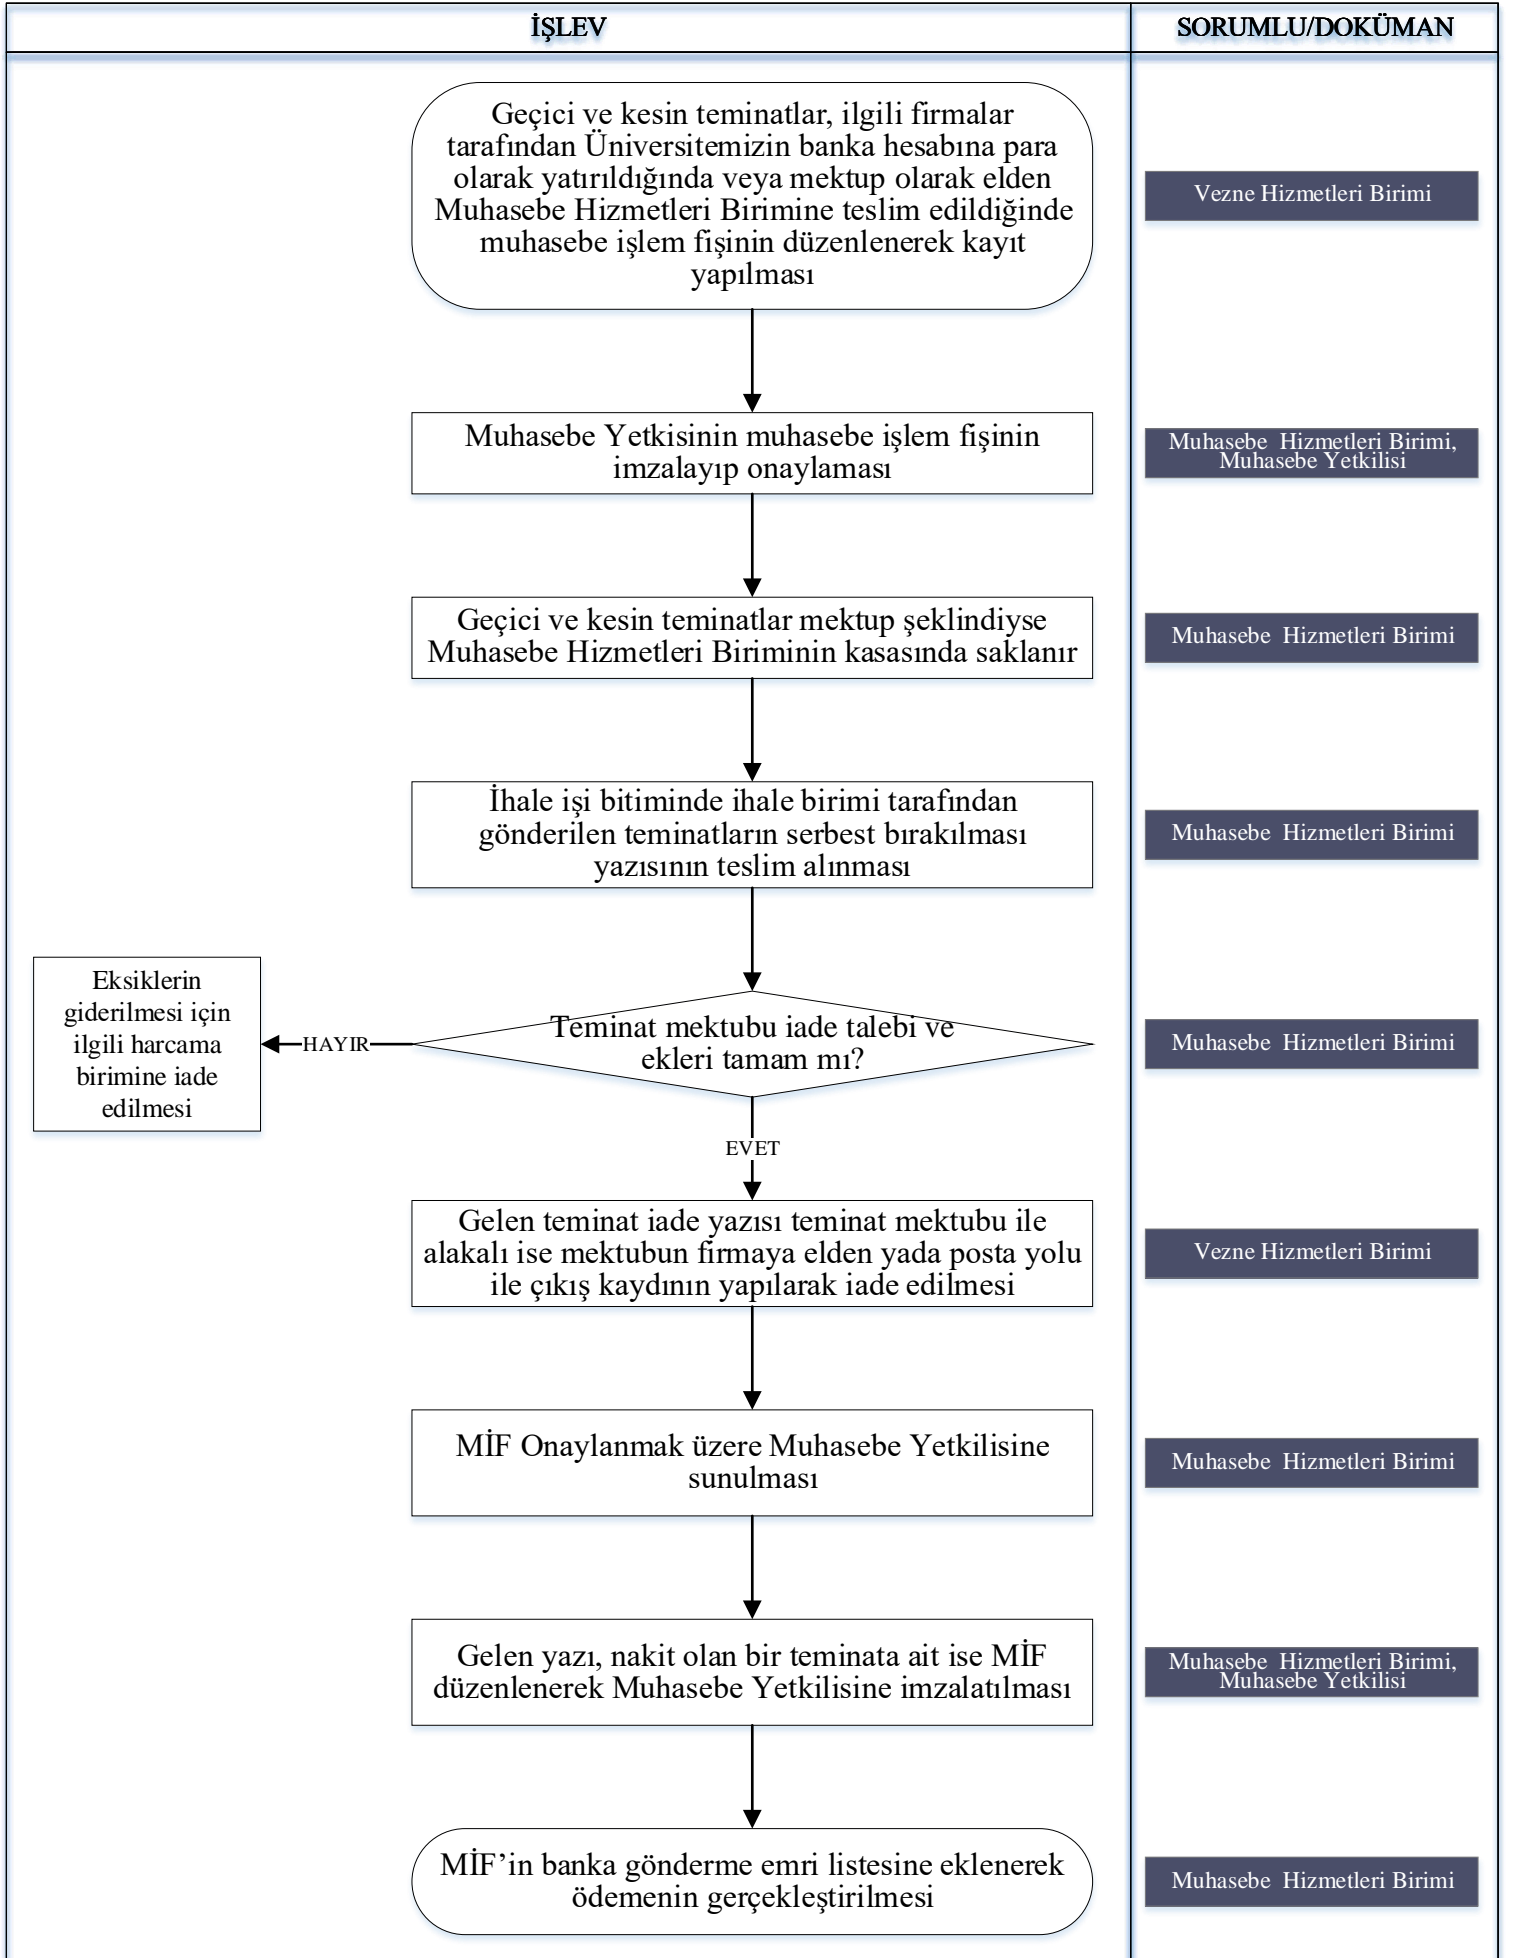 İŞLEV
SORUMLU/DOKÜMAN
Geçici ve kesin teminatlar, ilgili firmalar
tarafından Üniversitemizin banka hesabına para
olarak yatırıldığında veya mektup olarak elden
Muhasebe Hizmetleri Birimine teslim edildiğinde
muhasebe işlem fişinin düzenlenerek kayıt
yapılması
Vezne Hizmetleri Birimi
Muhasebe Yetkisinin muhasebe işlem fişinin
imzalayıp onaylaması
Muhasebe  Hizmetleri Birimi,
Muhasebe Yetkilisi
Geçici ve kesin teminatlar mektup şeklindiyse
Muhasebe Hizmetleri Biriminin kasasında saklanır
Muhasebe  Hizmetleri Birimi
İhale işi bitiminde ihale birimi tarafından
gönderilen teminatların serbest bırakılması
yazısının teslim alınması
Muhasebe  Hizmetleri Birimi
Eksiklerin
giderilmesi için
ilgili harcama
birimine iade
edilmesi
HAYIR
Teminat mektubu iade talebi ve
ekleri tamam mı?
Muhasebe  Hizmetleri Birimi
EVET
Gelen teminat iade yazısı teminat mektubu ile
alakalı ise mektubun firmaya elden yada posta yolu
ile çıkış kaydının yapılarak iade edilmesi
Vezne Hizmetleri Birimi
MİF Onaylanmak üzere Muhasebe Yetkilisine
sunulması
Muhasebe  Hizmetleri Birimi
Gelen yazı, nakit olan bir teminata ait ise MİF
düzenlenerek Muhasebe Yetkilisine imzalatılması
Muhasebe  Hizmetleri Birimi,
Muhasebe Yetkilisi
MİF’in banka gönderme emri listesine eklenerek
ödemenin gerçekleştirilmesi
Muhasebe  Hizmetleri Birimi